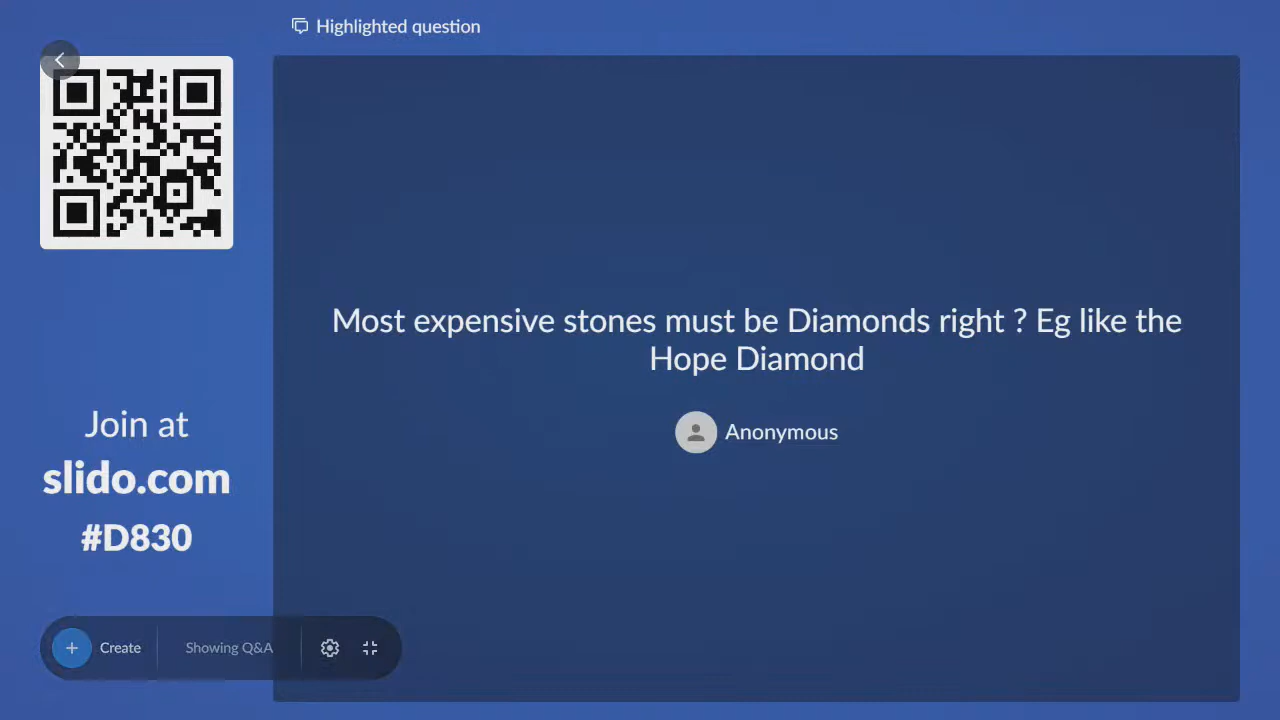 Highlighted question
Most expensive stones must be Diamonds right ? Eg like the
Hope Diamond
Anonymous
Join at
slido.com
#D830
Create
Showing Q&A